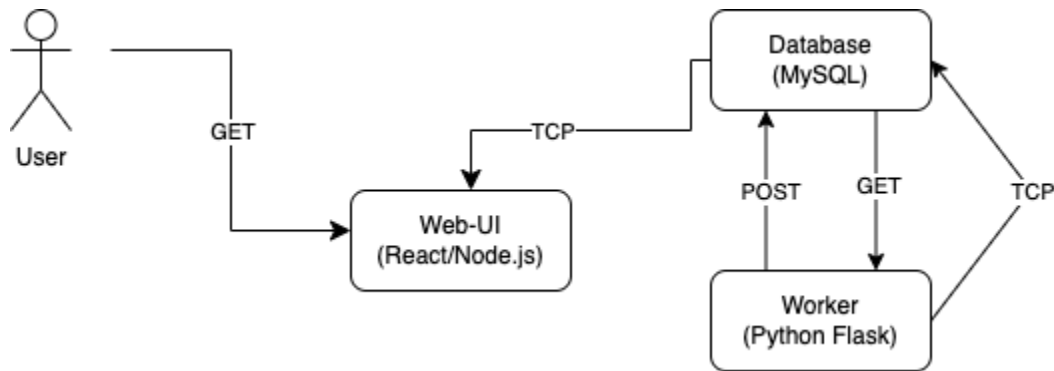 User
GET
TCP
Database
(MySQL)
POST
GET
TCP
Web-UI
(React/Node.js)
Worker
(Python Flask)